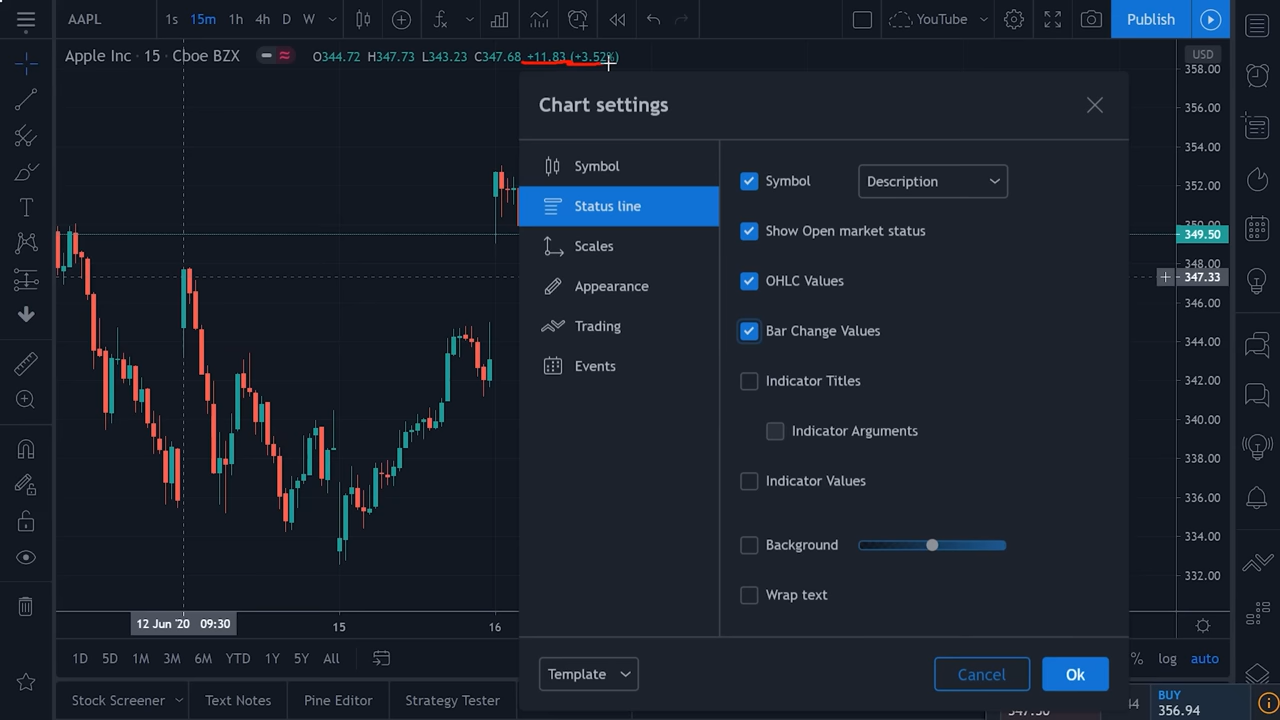 AAPL 1s 15m 1h 4h D W YouTube Publish
Apple Inc · 15 · Cboe BZX O344.72 H347.73 L343.23 C347.68 +11.83 (+3.52%)
USD
358.00
356.00
354.00
352.00
350.00
349.50
348.00
347.33
346.00
344.00
342.00
340.00
338.00
336.00
334.00
332.00
Chart settings
Symbol
Status line
Scales
Appearance
Trading
Events
Symbol Description
Show Open market status
OHLC Values
Bar Change Values
Indicator Titles
Indicator Arguments
Indicator Values
Background
Wrap text
Template Cancel Ok
12 Jun '20 09:30 15 16
1D 5D 1M 3M 6M YTD 1Y 5Y All % log auto
Stock Screener Text Notes Pine Editor Strategy Tester
BUY
356.94